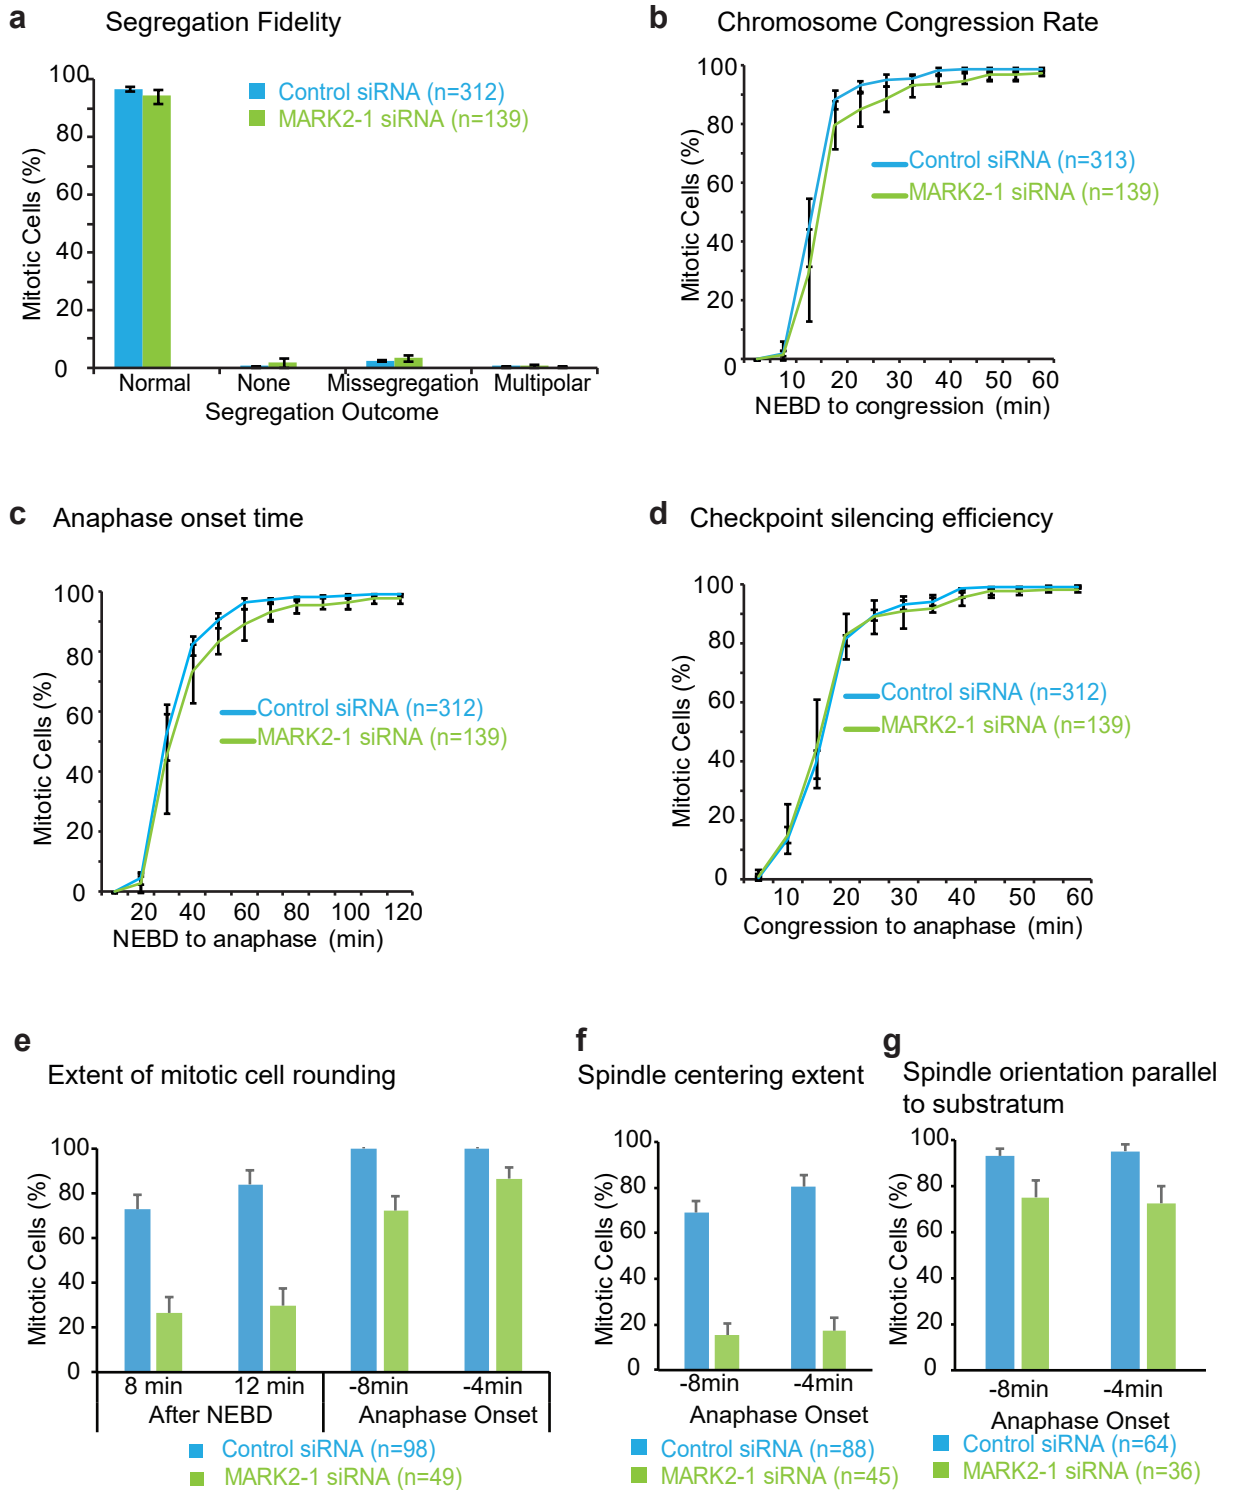 a
Segregation Fidelity
100
80
60
40
20
0
Mitotic Cells (%)
Control siRNA (n=312)
MARK2-1 siRNA (n=139)
Normal None Missegregation Multipolar
Segregation Outcome
b
Chromosome Congression Rate
100
80
60
40
20
0
Mitotic Cells (%)
Control siRNA (n=313)
MARK2-1 siRNA (n=139)
10 20 30 40 50 60
NEBD to congression (min)
c
Anaphase onset time
100
80
60
40
20
0
Mitotic Cells (%)
Control siRNA (n=312)
MARK2-1 siRNA (n=139)
20 40 60 80 100 120
NEBD to anaphase (min)
d
Checkpoint silencing efficiency
100
80
60
40
20
0
Mitotic Cells (%)
Control siRNA (n=312)
MARK2-1 siRNA (n=139)
10 20 30 40 50 60
Congression to anaphase (min)
e
Extent of mitotic cell rounding
100
80
60
40
20
0
Mitotic Cells (%)
8 min 12 min -8min -4min
After NEBD Anaphase Onset
Control siRNA (n=98)
MARK2-1 siRNA (n=49)
f
Spindle centering extent
100
80
60
40
20
0
Mitotic Cells (%)
-8min -4min
Anaphase Onset
Control siRNA (n=88)
MARK2-1 siRNA (n=45)
g
Spindle orientation parallel
to substratum
100
80
60
40
20
0
Mitotic Cells (%)
-8min -4min
Anaphase Onset
Control siRNA (n=64)
MARK2-1 siRNA (n=36)